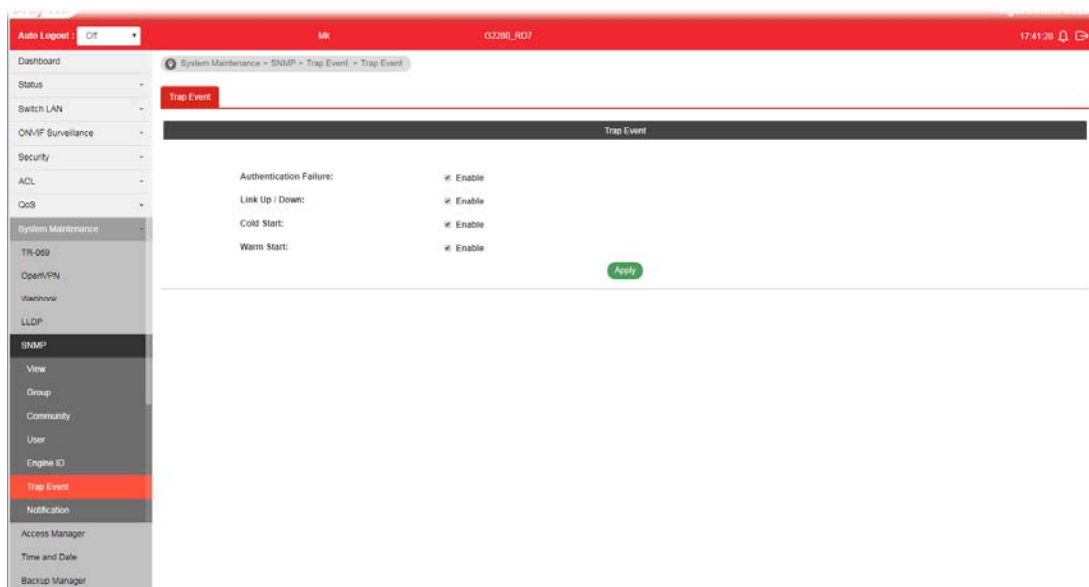 Auto Logout : Off
Mk
G2280_RD7
17:41:28
Dashboard
Status
Switch LAN
ONVIF Surveillance
Security
ACL
QoS
System Maintenance
TR-069
OpenVPN
Webhook
LLDP
SNMP
View
Group
Community
User
Engine ID
Trap Event
Notification
Access Manager
Time and Date
Backup Manager
System Maintenance > SNMP > Trap Event > Trap Event
Trap Event
Trap Event
Authentication Failure: Enable
Link Up / Down: Enable
Cold Start: Enable
Warm Start: Enable
Apply